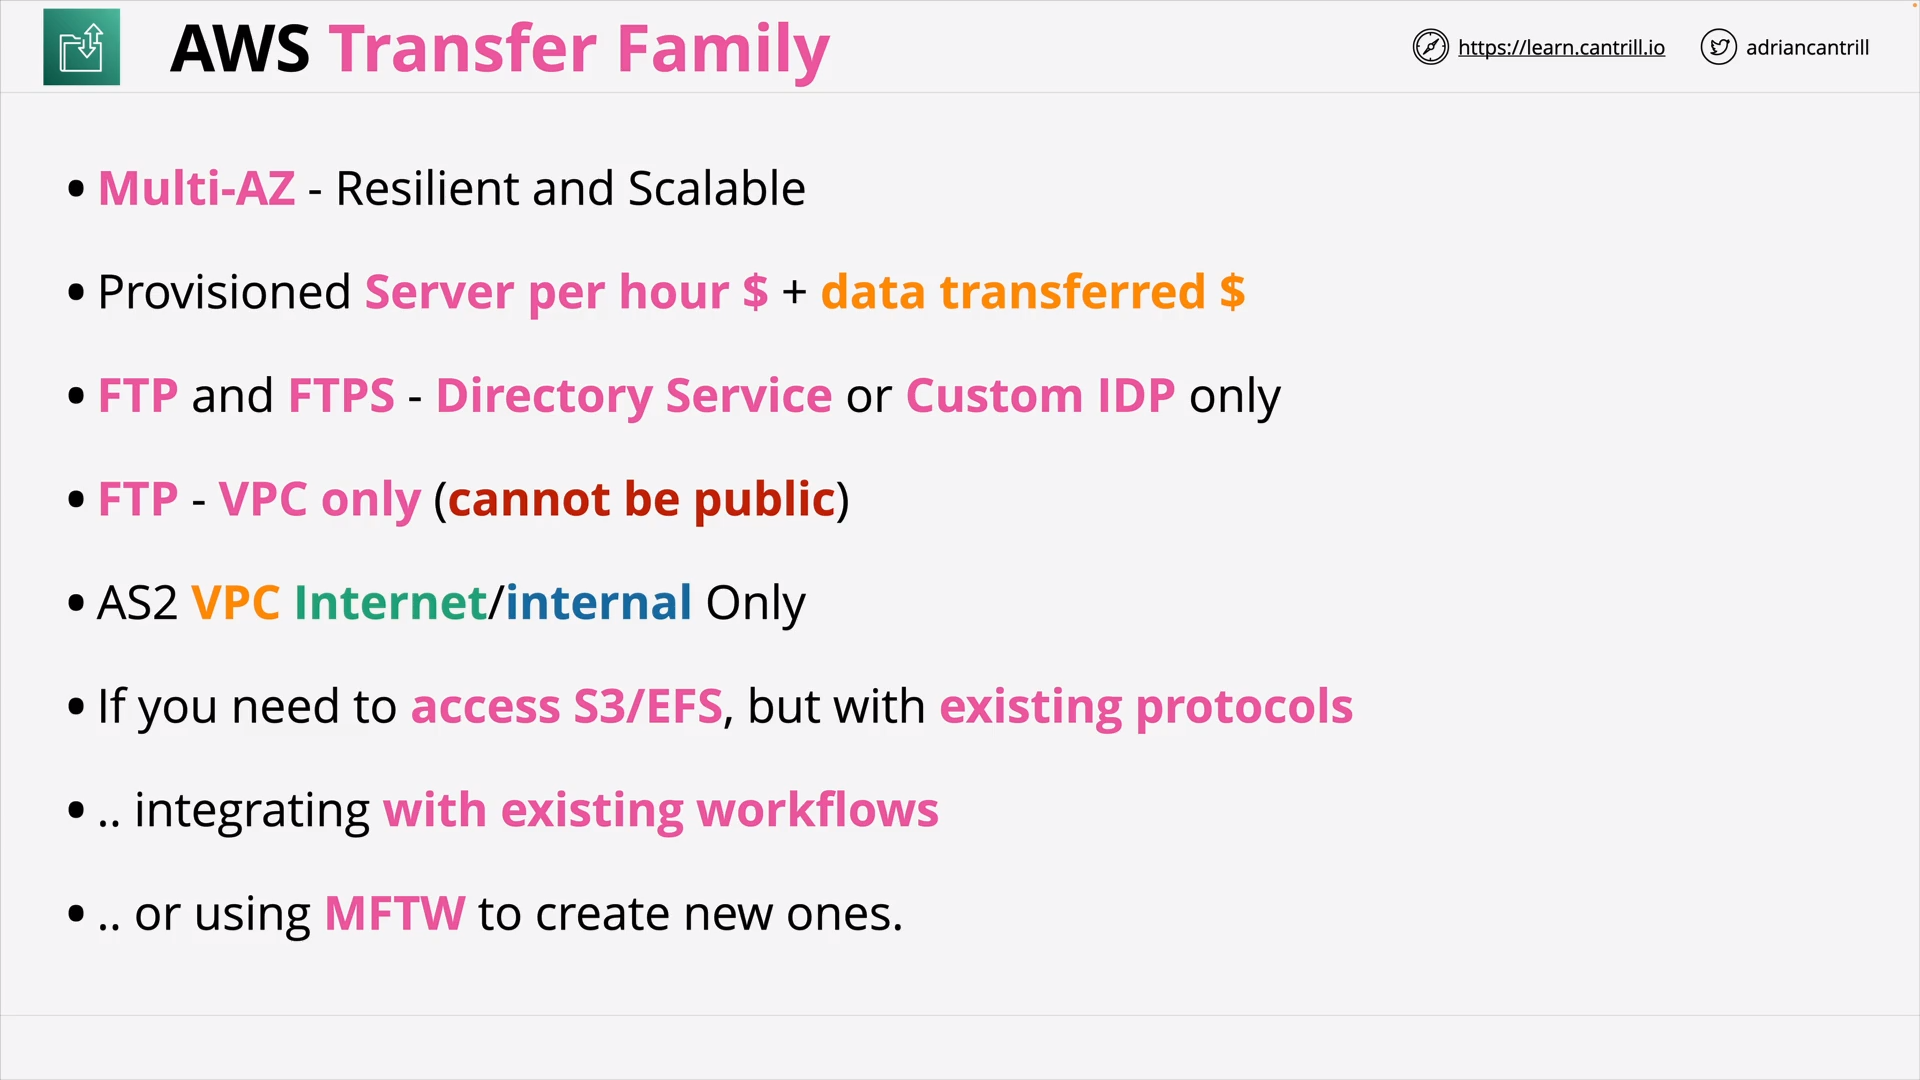 AWS Transfer Family
https://learn.cantrill.io
adriancantrill
• Multi-AZ - Resilient and Scalable
• Provisioned Server per hour $ + data transferred $
• FTP and FTPS - Directory Service or Custom IDP only
• FTP - VPC only (cannot be public)
• AS2 VPC Internet/internal Only
• If you need to access S3/EFS, but with existing protocols
• .. integrating with existing workflows
• .. or using MFTW to create new ones.